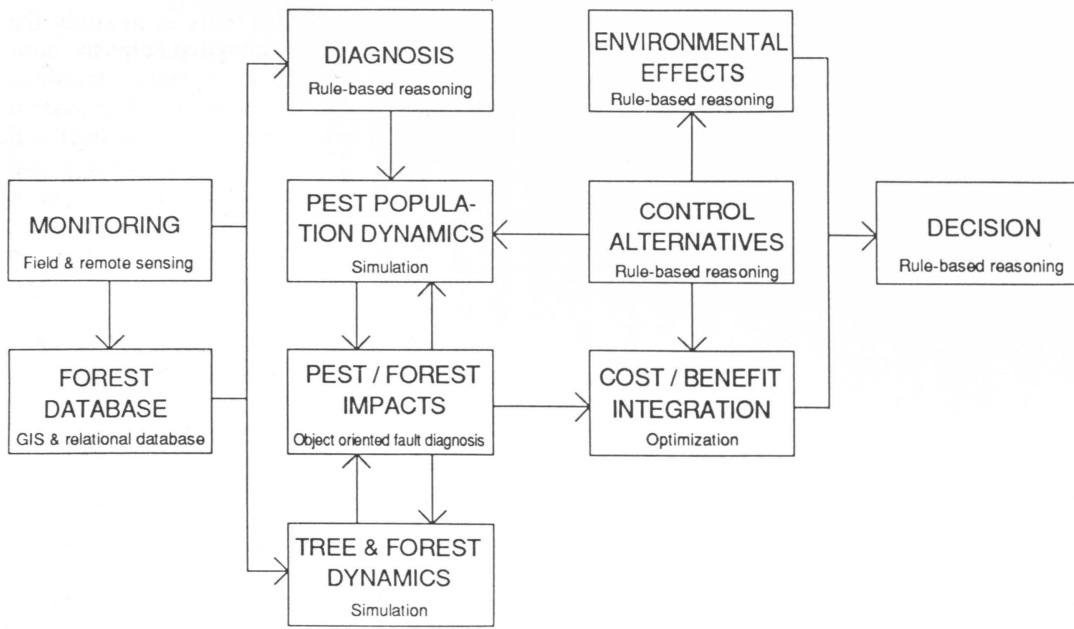 DIAGNOSIS
Rule-based reasoning
ENVIRONMENTAL
EFFECTS
Rule-based reasoning
MONITORING
Field & remote sensing
PEST POPULA-
TION DYNAMICS
Simulation
CONTROL
ALTERNATIVES
Rule-based reasoning
DECISION
Rule-based reasoning
FOREST
DATABASE
GIS & relational database
PEST / FOREST
IMPACTS
Object oriented fault diagnosis
COST / BENEFIT
INTEGRATION
Optimization
TREE & FOREST
DYNAMICS
Simulation